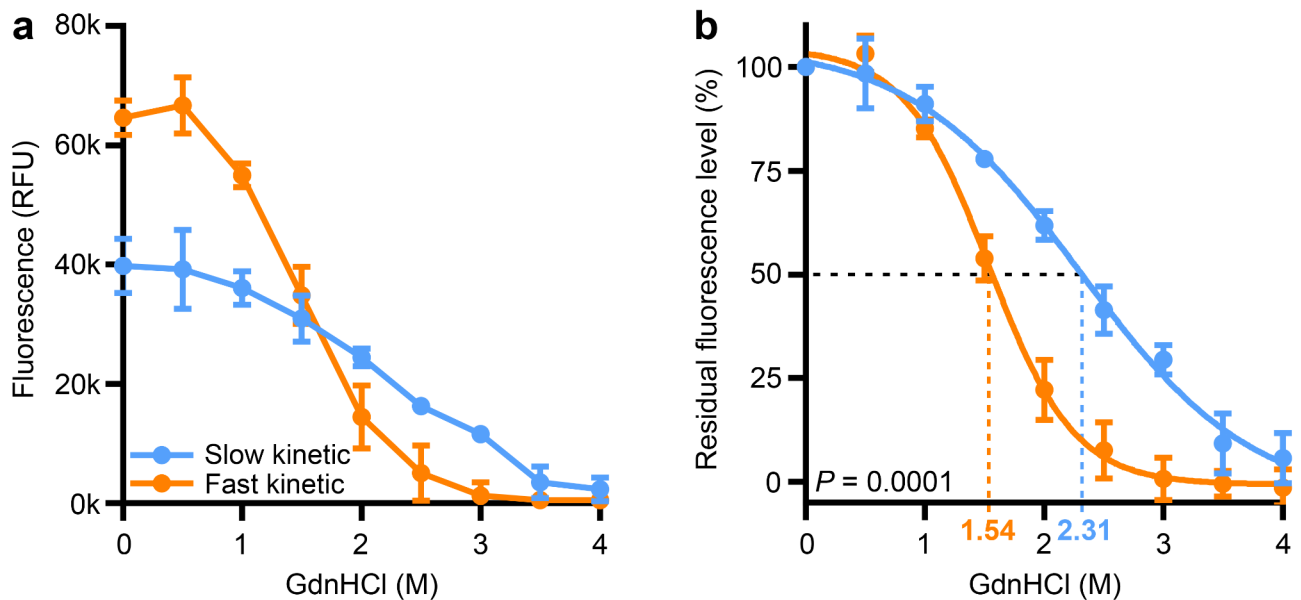 a
80k
60k
40k
20k
0k
Fluorescence (RFU)
Slow kinetic
Fast kinetic
0 1 2 3 4
GdnHCl (M)
b
100
75
50
25
0
Residual fluorescence level (%)
P = 0.0001
1.54 2.31
0 1 2 3 4
GdnHCl (M)